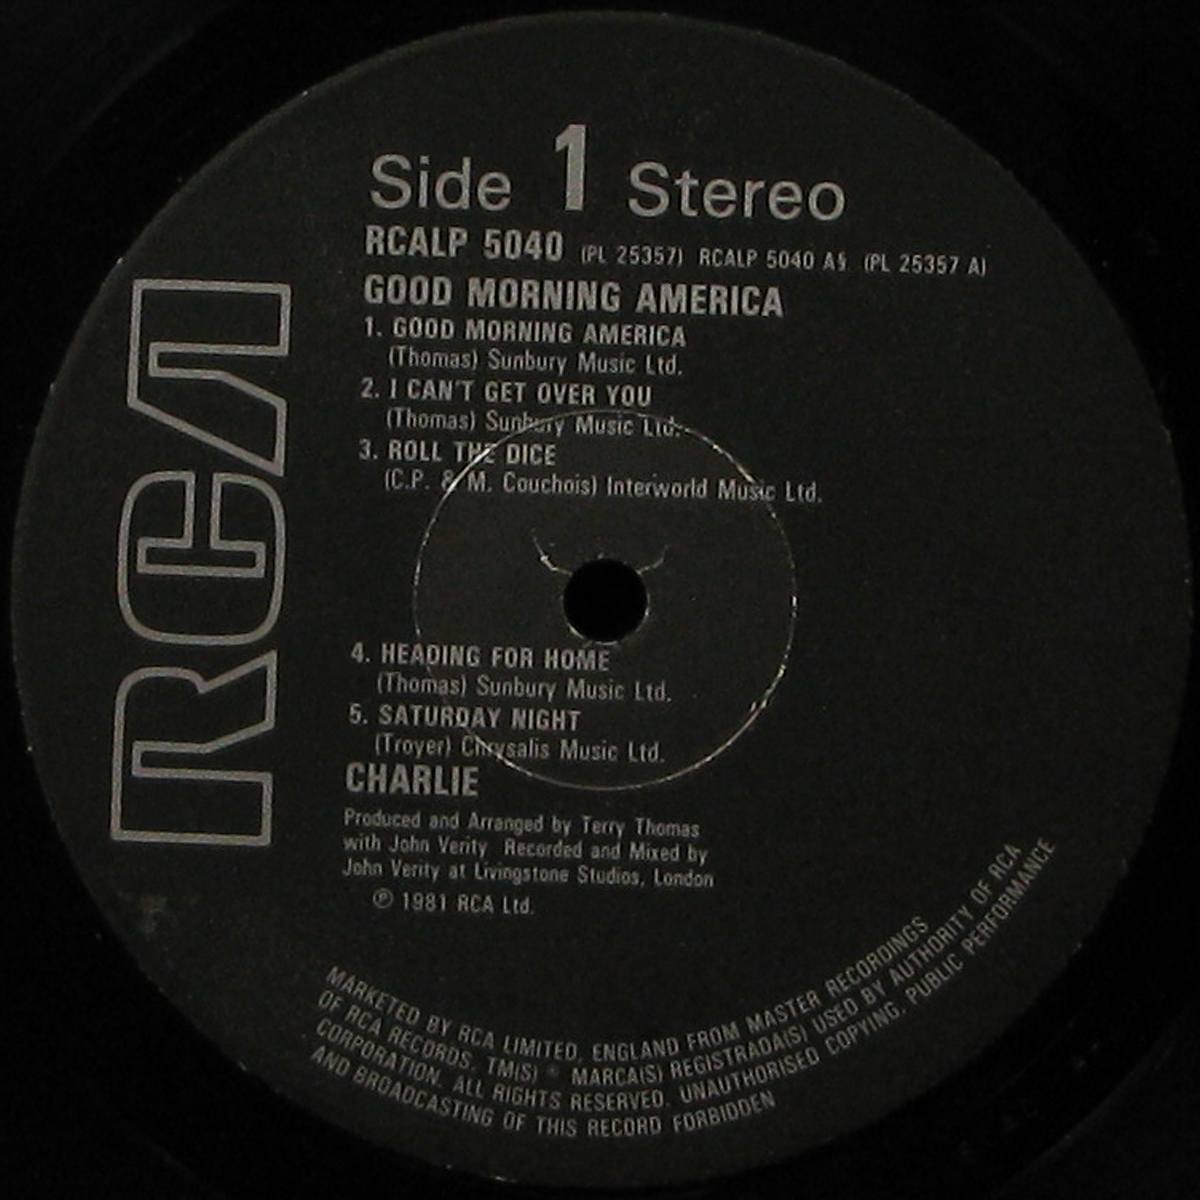 RCA
Side 1 Stereo
RCALP 5040 (PL 25357) RCALP 5040 A§ (PL 25357 A)
GOOD MORNING AMERICA
1. GOOD MORNING AMERICA
(Thomas) Sunbury Music Ltd.
2. I CAN'T GET OVER YOU
(Thomas) Sunbury Music Ltd.
3. ROLL THE DICE
(C.P. & M. Couchois) Interworld Music Ltd.
4. HEADING FOR HOME
(Thomas) Sunbury Music Ltd.
5. SATURDAY NIGHT
(Troyer) Chrysalis Music Ltd.
CHARLIE
Produced and Arranged by Terry Thomas
with John Verity Recorded and Mixed by
John Verity at Livingstone Studios, London
℗ 1981 RCA Ltd.
MARKETED BY RCA LIMITED, ENGLAND FROM MASTER RECORDINGS
OF RCA RECORDS. TM(S) ® MARCA(S) REGISTRADA(S) USED BY AUTHORITY OF RCA
CORPORATION. ALL RIGHTS RESERVED. UNAUTHORISED COPYING, PUBLIC PERFORMANCE
AND BROADCASTING OF THIS RECORD FORBIDDEN